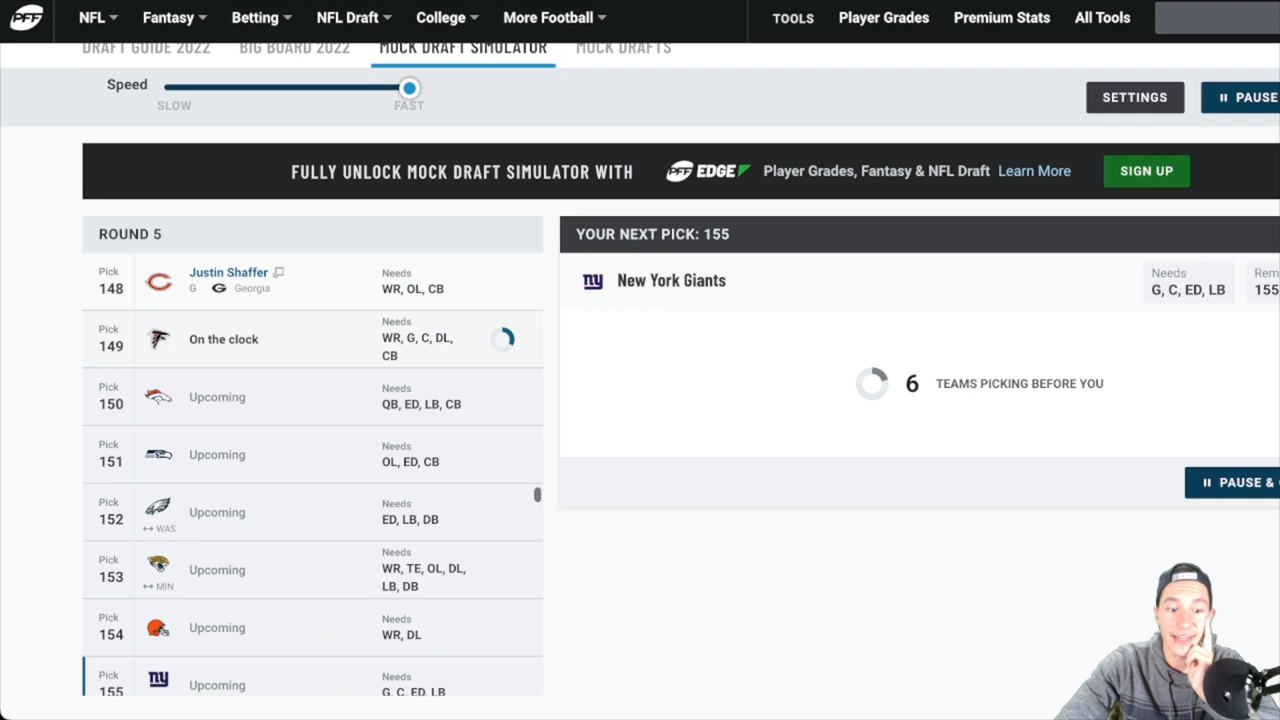 PFF
NFL Fantasy Betting NFL Draft College More Football TOOLS Player Grades Premium Stats All Tools
DRAFT GUIDE 2022 BIG BOARD 2022 MOCK DRAFT SIMULATOR MOCK DRAFTS
Speed
SLOW FAST
SETTINGS
PAUSE
FULLY UNLOCK MOCK DRAFT SIMULATOR WITH PFF EDGE Player Grades, Fantasy & NFL Draft Learn More SIGN UP
ROUND 5
Pick
148
Justin Shaffer
G G Georgia
Needs
WR, OL, CB
Pick
149
On the clock
Needs
WR, G, C, DL,
CB
Pick
150
Upcoming
Needs
QB, ED, LB, CB
Pick
151
Upcoming
Needs
OL, ED, CB
Pick
152
↔ WAS
Upcoming
Needs
ED, LB, DB
Pick
153
↔ MIN
Upcoming
Needs
WR, TE, OL, DL,
LB, DB
Pick
154
Upcoming
Needs
WR, DL
Pick
155
ny
Upcoming
Needs
G, C, ED, LB
YOUR NEXT PICK: 155
ny New York Giants
Needs
G, C, ED, LB
Rem
155
6 TEAMS PICKING BEFORE YOU
PAUSE &